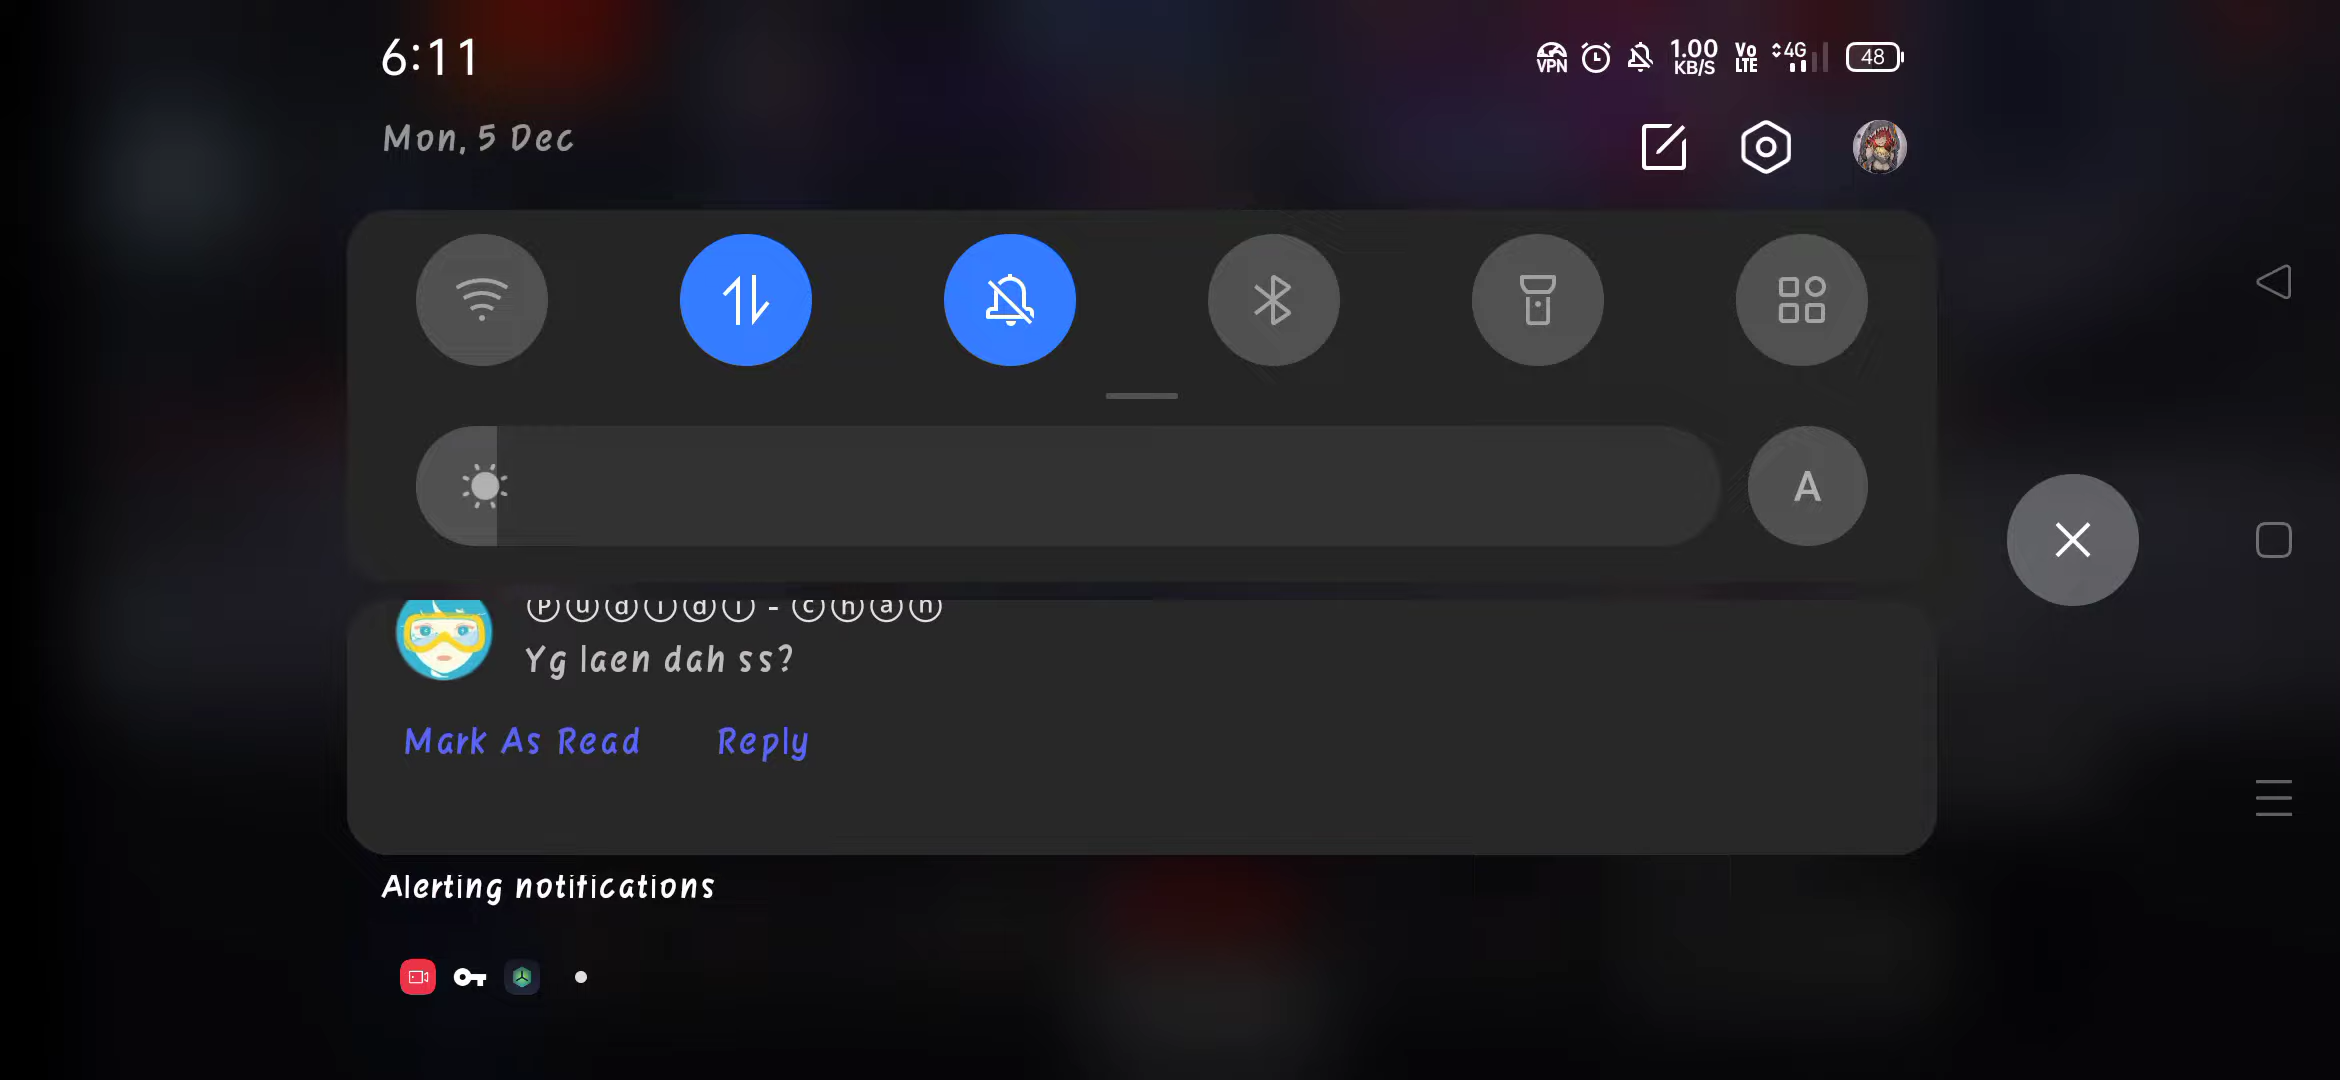 6:11
VPN
1.00 KB/S
Vo LTE
4G
48
Mon, 5 Dec
A
Ⓟⓤⓓⓘⓓⓘ - ⓒⓗⓐⓝ
Yg laen dah ss?
Mark As Read Reply
Alerting notifications